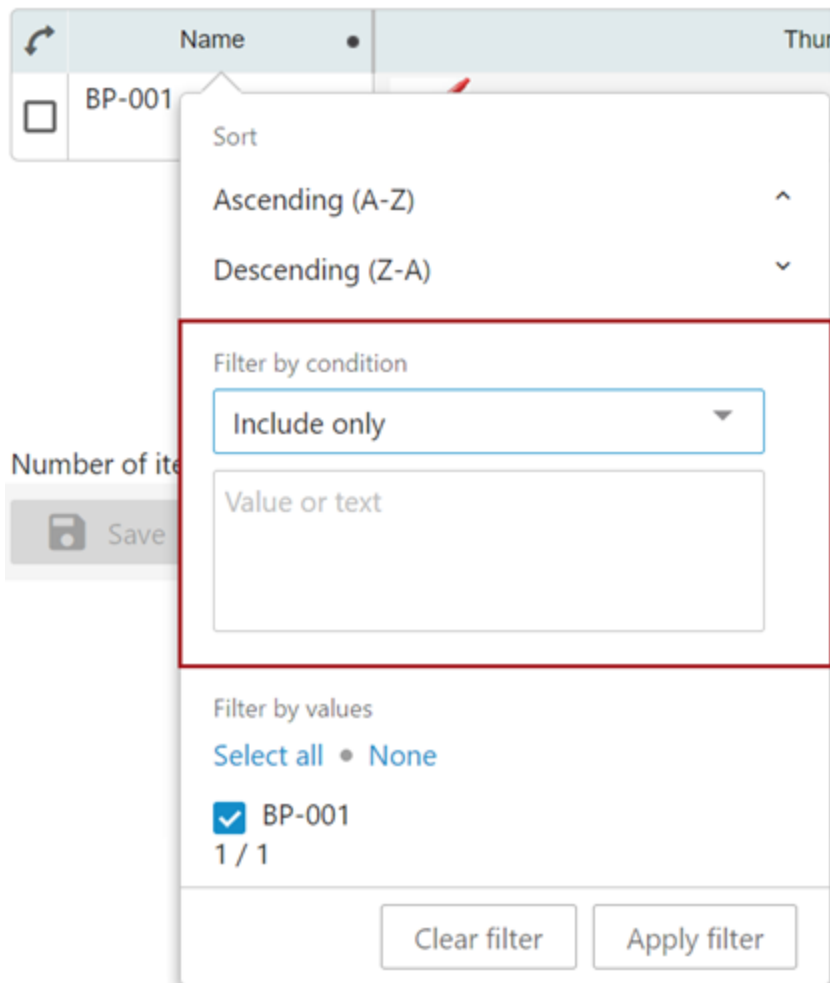 Name
Thur
BP-001
Sort
Ascending (A-Z)
Descending (Z-A)
Filter by condition
Include only
Number of ite
Value or text
Save
Filter by values
Select all • None
BP-001
1 / 1
Clear filter
Apply filter